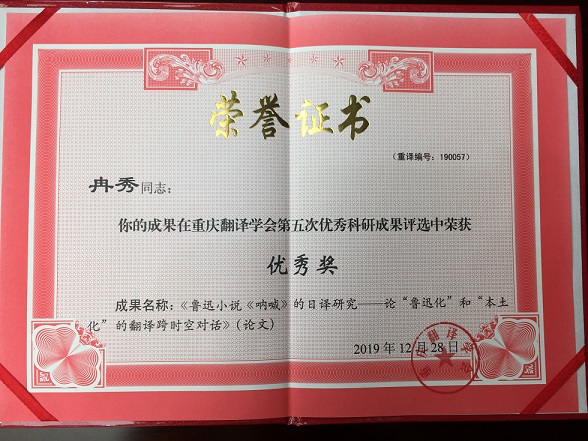 荣誉证书
（重译编号：190057）
冉秀同志：
你的成果在重庆翻译学会第五次优秀科研成果评选中荣获
优秀奖
成果名称：《鲁迅小说《呐喊》的日译研究——论“鲁迅化”和“本土
化”的翻译跨时空对话》（论文）
2019年12月28日